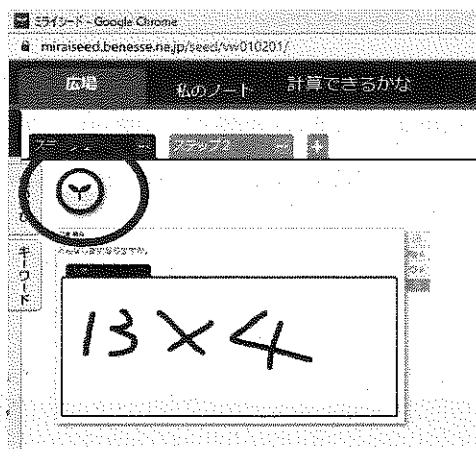 ミライシード - Google Chrome
miraiseed.benesse.ne.jp/seed/vw010201/
広場 私のノート 計算できるかな
ステップ2 +
キーワード
13×4